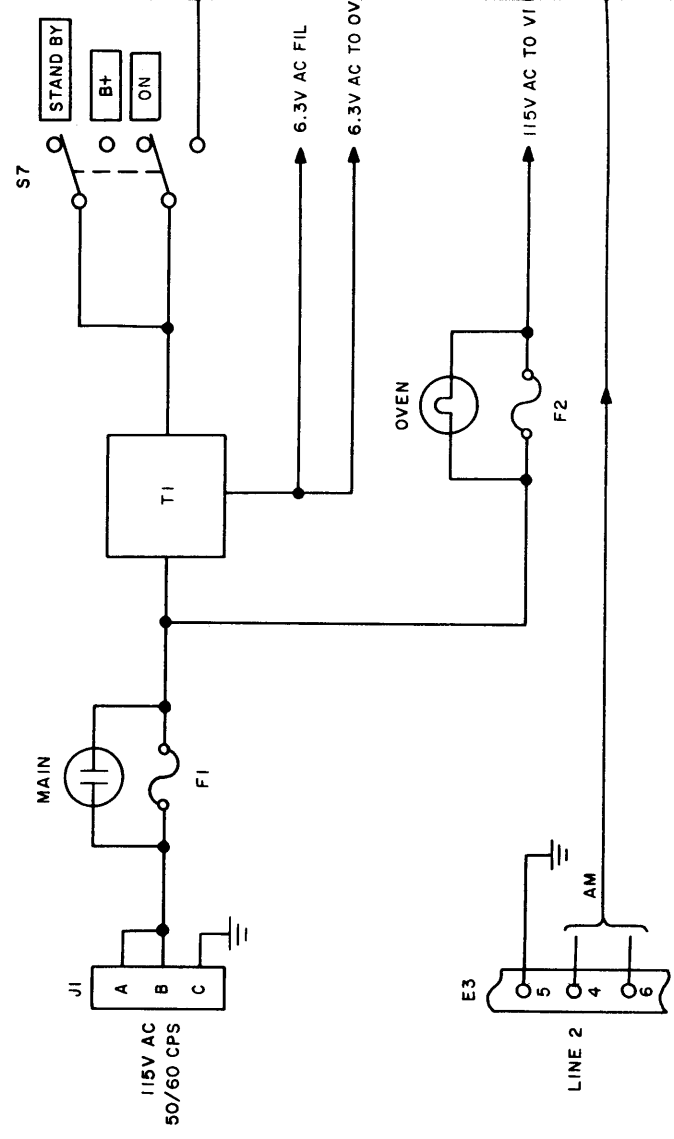 STAND BY
B+
ON
S7
6.3V AC FIL
6.3V AC TO OV
115V AC TO VI
T1
OVEN
F2
MAIN
F1
J1
A
B
C
115V AC
50/60 CPS
AM
E3
5
4
6
LINE 2